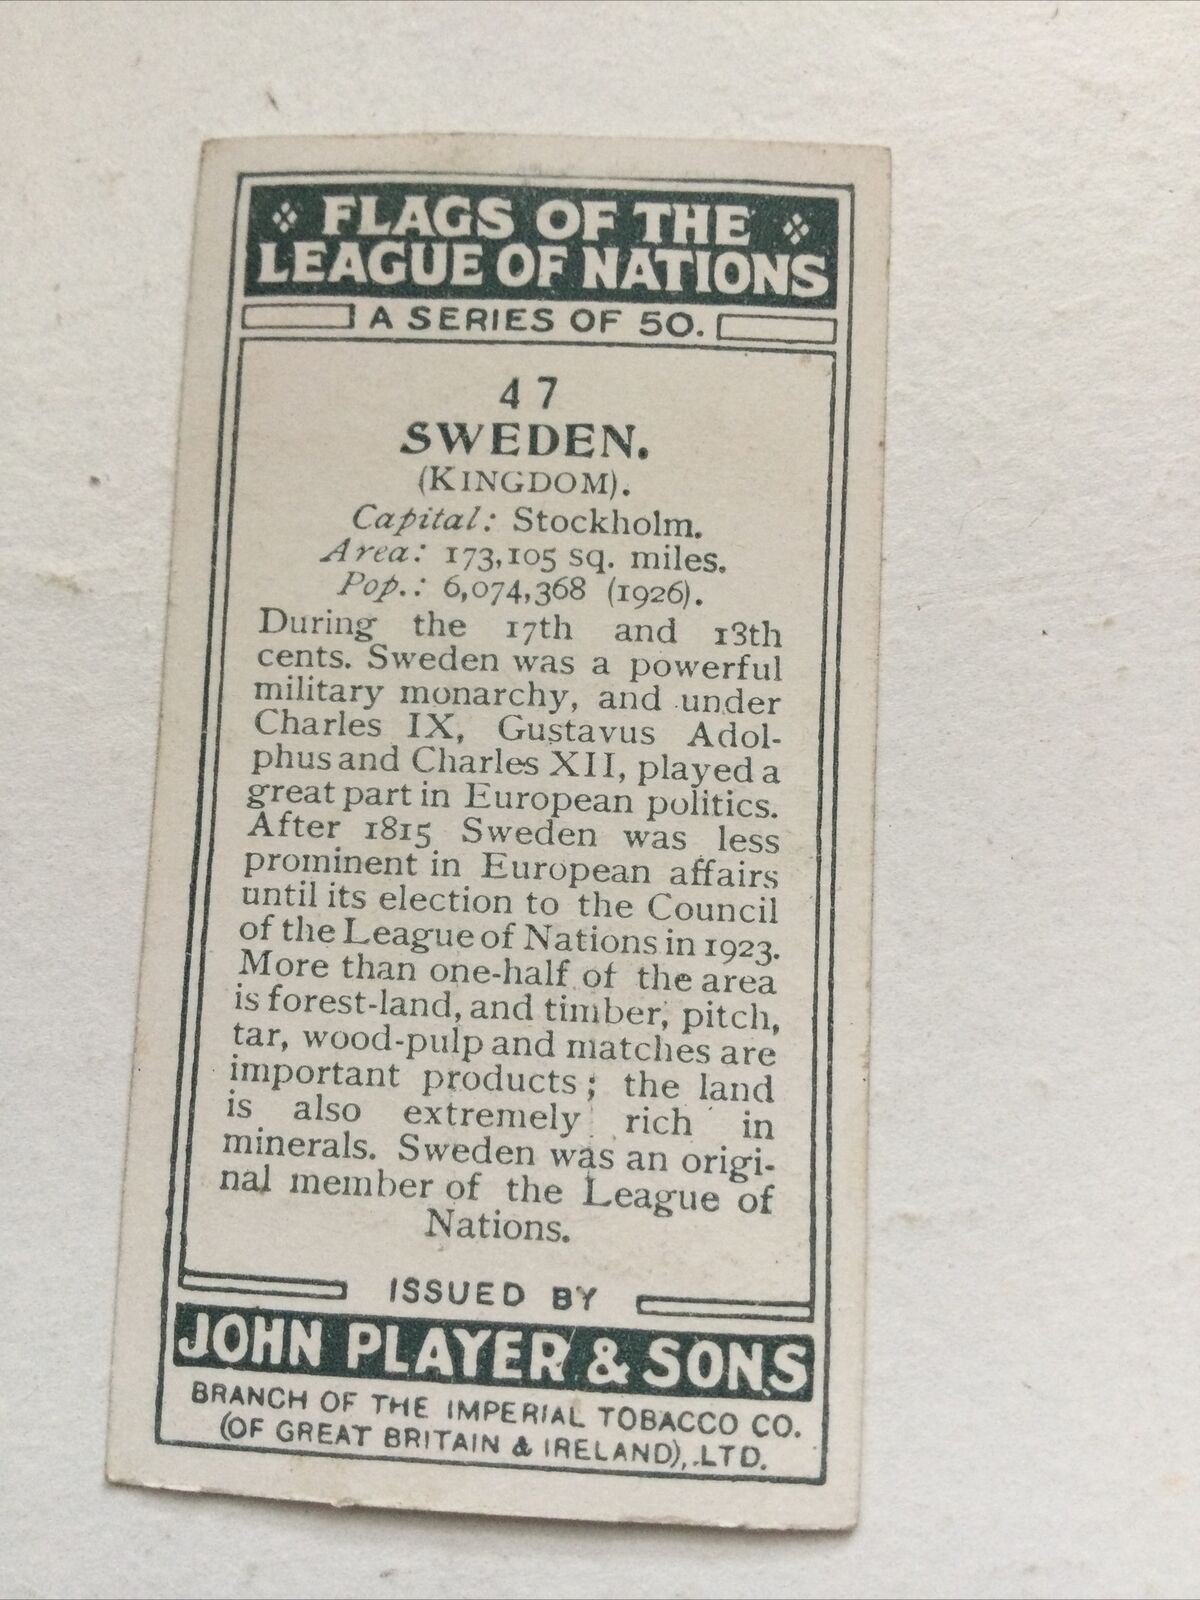 FLAGS OF THE
LEAGUE OF NATIONS
A SERIES OF 50.
47
SWEDEN.
(KINGDOM).
Capital: Stockholm.
Area: 173,105 sq. miles.
Pop.: 6,074,368 (1926).
During the 17th and 18th
cents. Sweden was a powerful
military monarchy, and under
Charles IX, Gustavus Adol-
phus and Charles XII, played a
great part in European politics.
After 1815 Sweden was less
prominent in European affairs
until its election to the Council
of the League of Nations in 1923.
More than one-half of the area
is forest-land, and timber, pitch,
tar, wood-pulp and matches are
important products; the land
is also extremely rich in
minerals. Sweden was an origi-
nal member of the League of
Nations.
ISSUED BY
JOHN PLAYER & SONS
BRANCH OF THE IMPERIAL TOBACCO CO.
(OF GREAT BRITAIN & IRELAND), LTD.